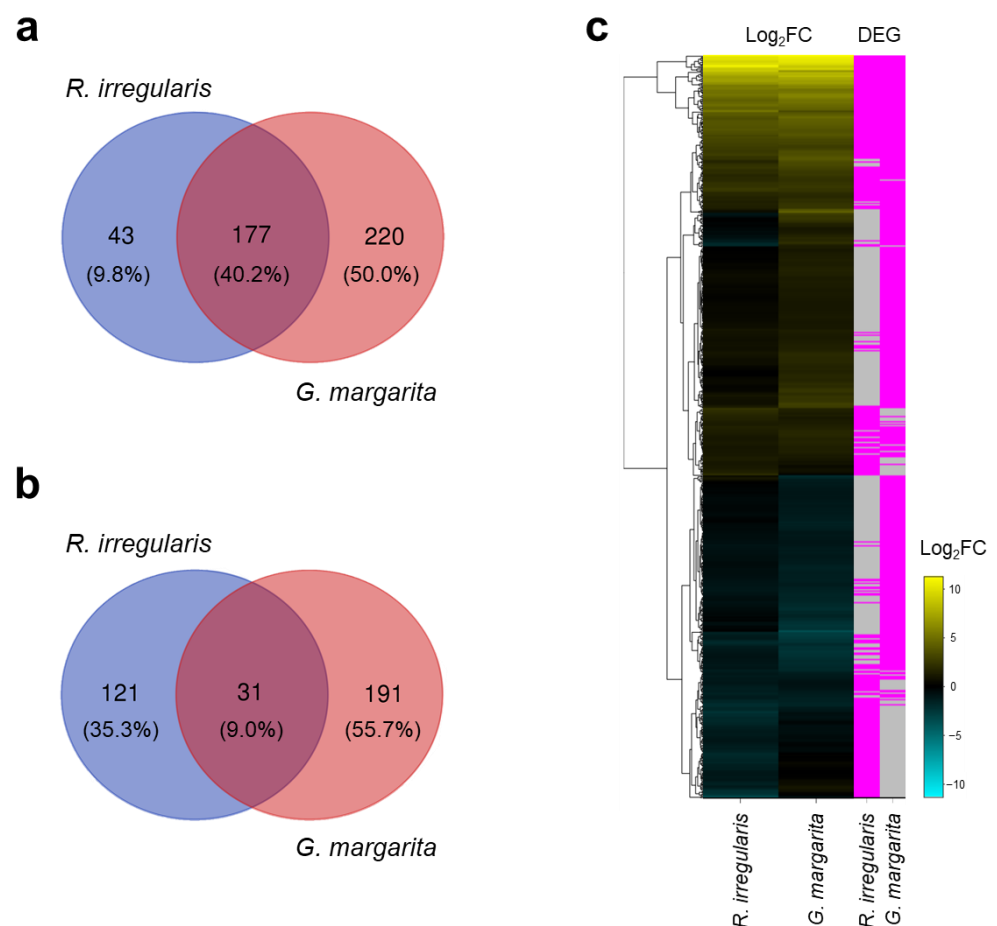 a
R. irregularis
43
(9.8%)
177
(40.2%)
220
(50.0%)
G. margarita
b
R. irregularis
121
(35.3%)
31
(9.0%)
191
(55.7%)
G. margarita
c
Log₂FC DEG
Log₂FC
10
5
0
−5
−10
R. irregularis
G. margarita
R. irregularis
G. margarita